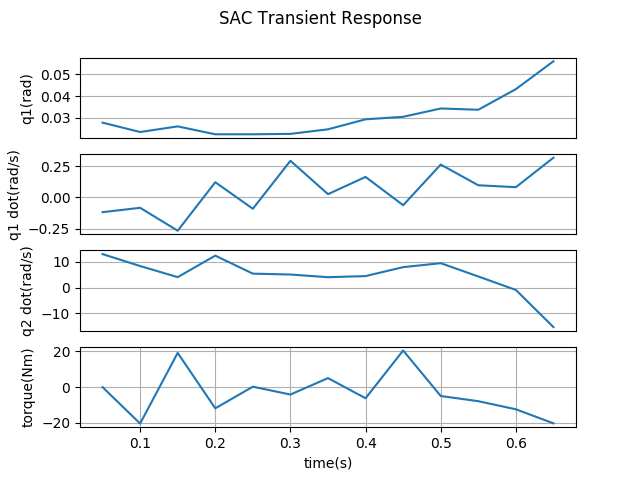 SAC Transient Response
q1(rad)
0.05
0.04
0.03
q1 dot(rad/s)
0.25
0.00
−0.25
q2 dot(rad/s)
10
0
−10
torque(Nm)
20
0
−20
0.1 0.2 0.3 0.4 0.5 0.6
time(s)